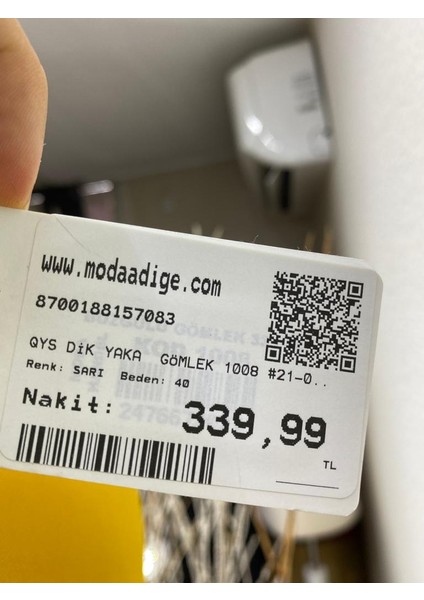 www.modaadige.com
8700188157083
QYS DİK YAKA GÖMLEK 1008 #21-0..
Renk: SARI Beden: 40
Nakit: 339,99
TL